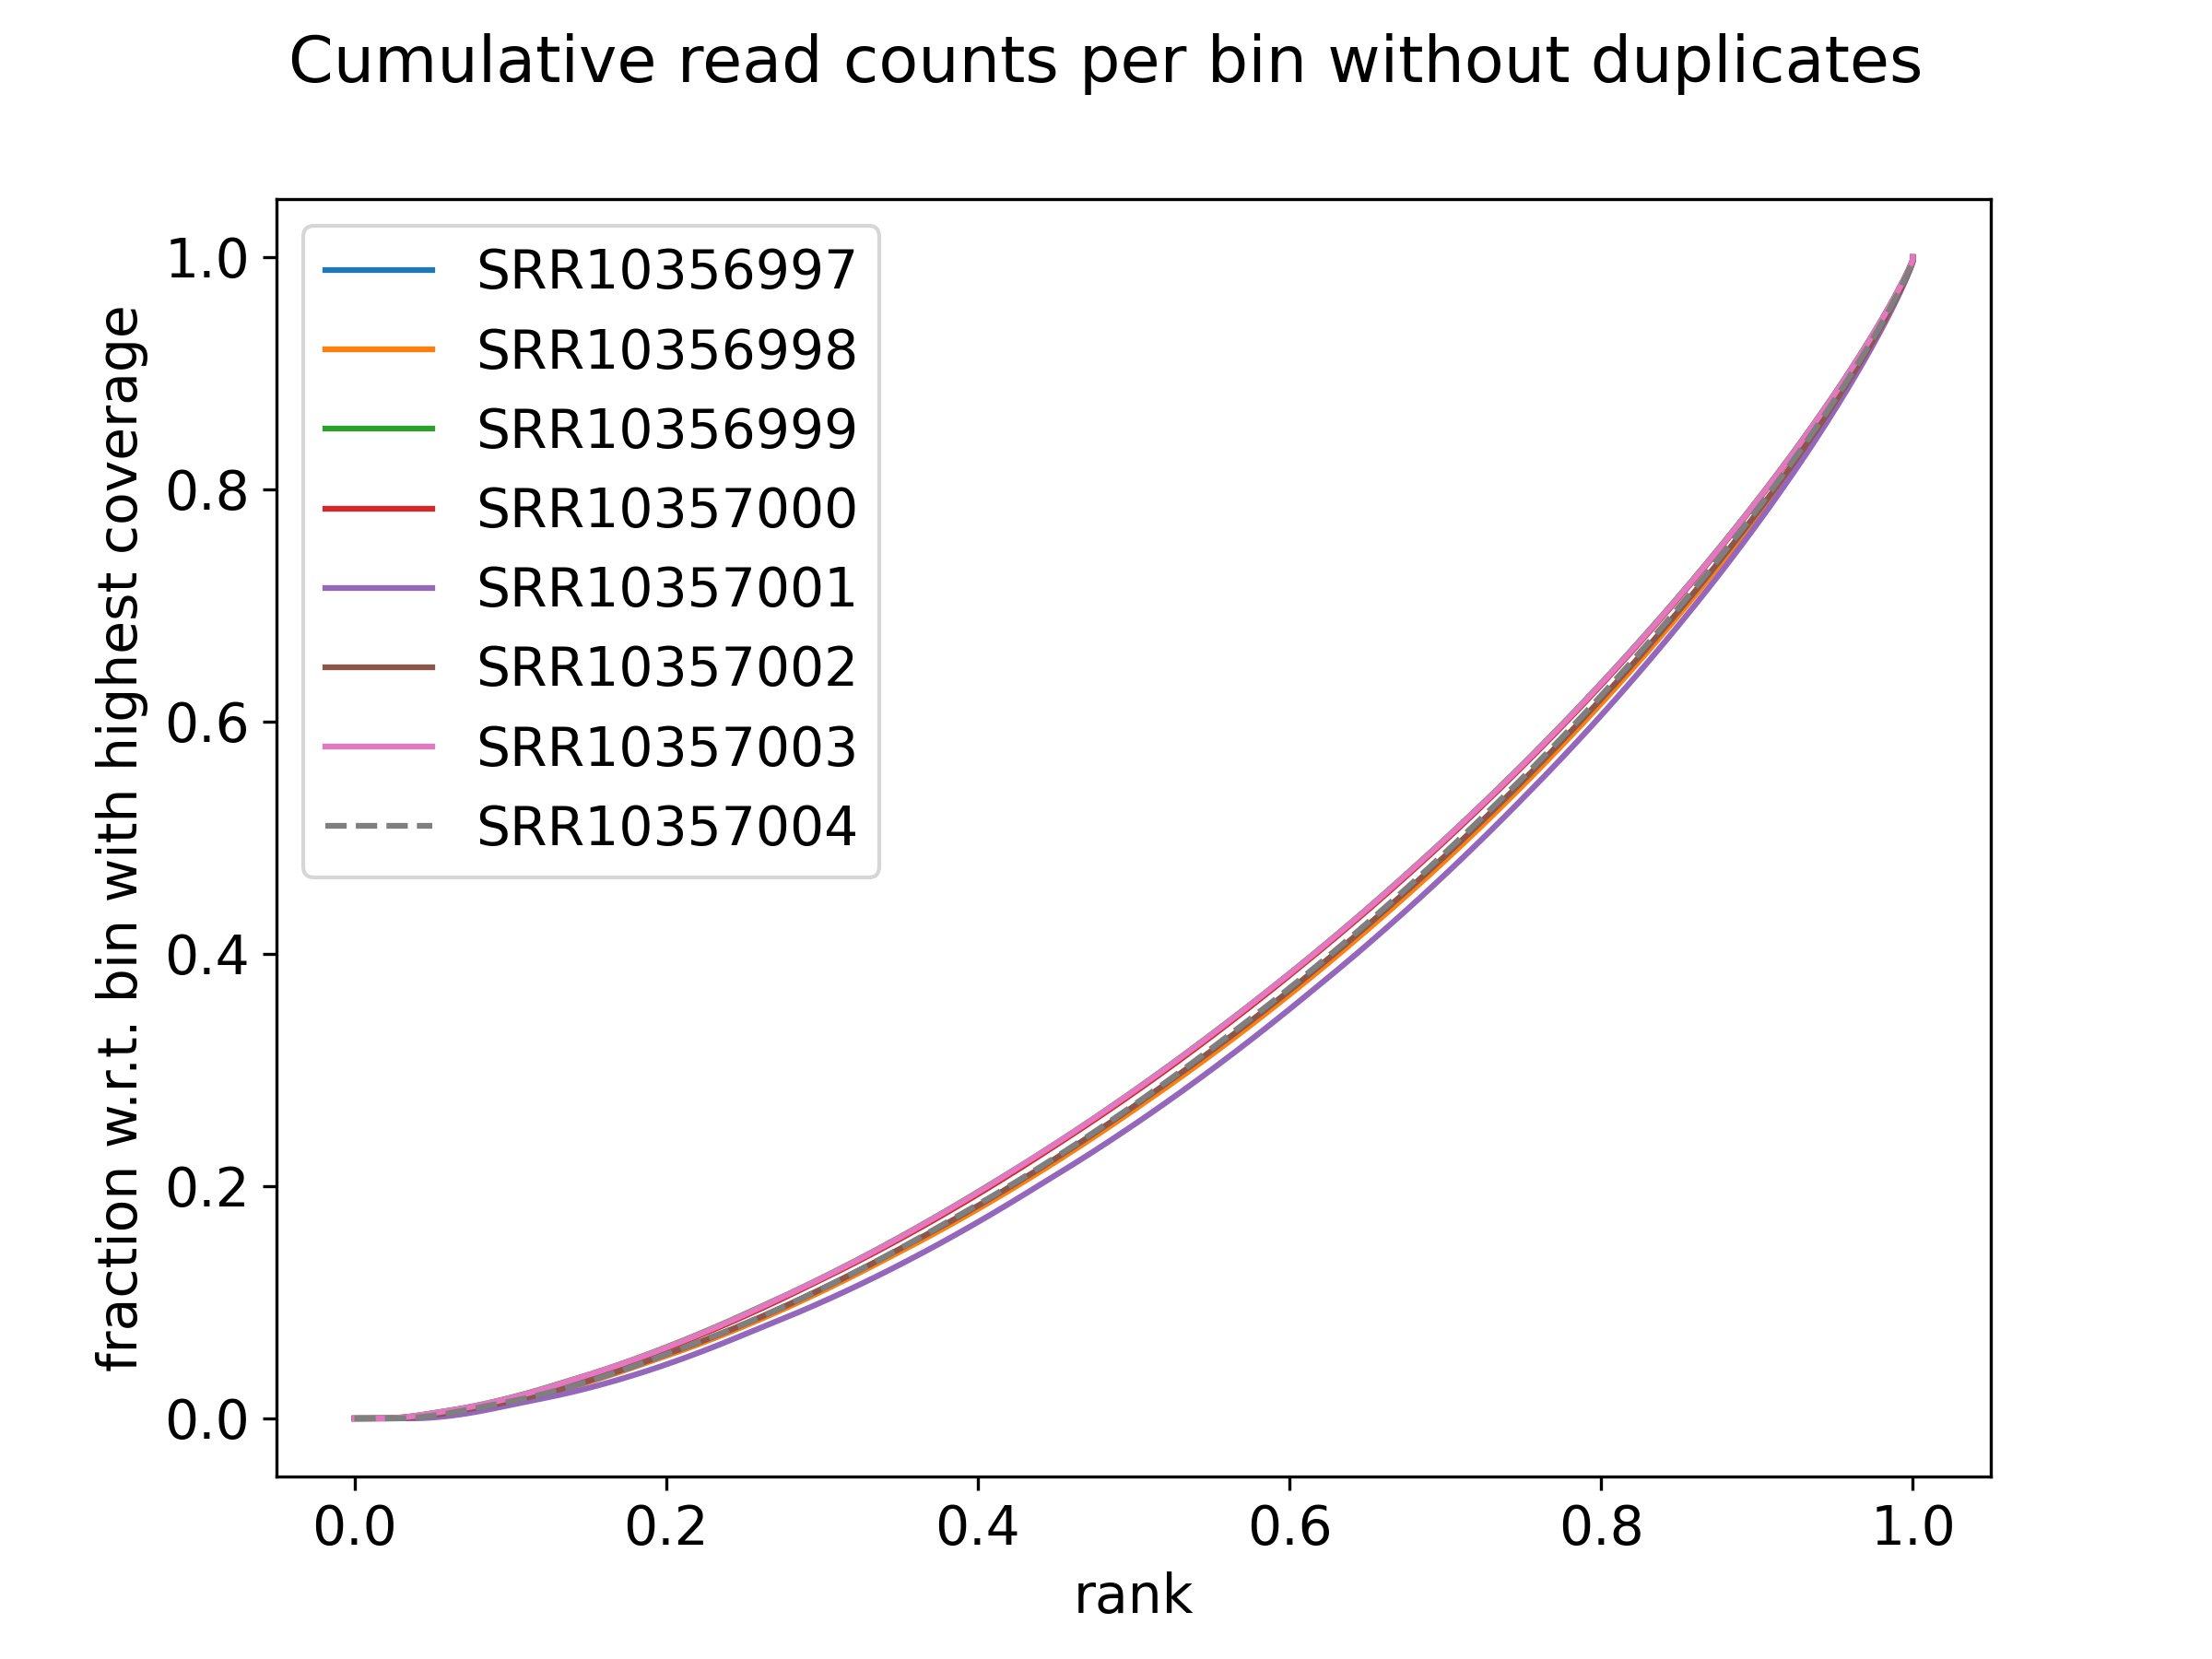 Cumulative read counts per bin without duplicates
fraction w.r.t. bin with highest coverage
1.0
0.8
0.6
0.4
0.2
0.0
SRR10356997
SRR10356998
SRR10356999
SRR10357000
SRR10357001
SRR10357002
SRR10357003
SRR10357004
0.0 0.2 0.4 0.6 0.8 1.0
rank